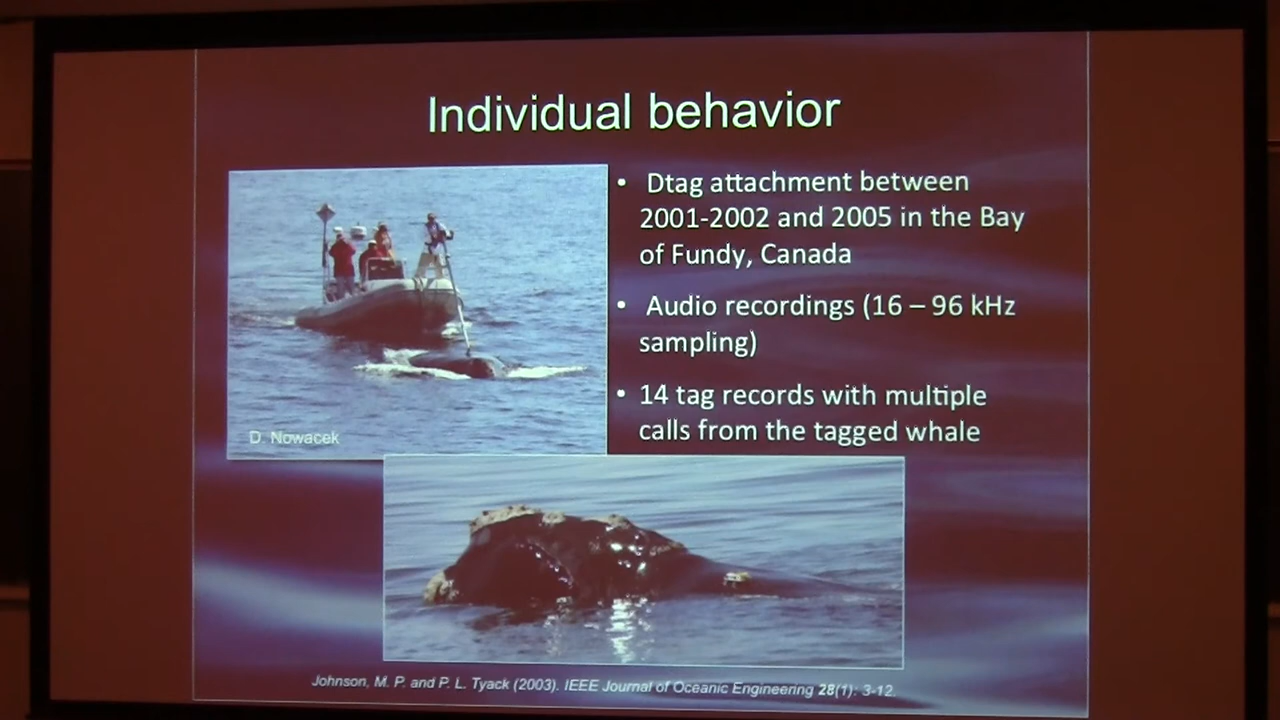 Individual behavior
• Dtag attachment between
2001-2002 and 2005 in the Bay
of Fundy, Canada
• Audio recordings (16 – 96 kHz
sampling)
• 14 tag records with multiple
calls from the tagged whale
D. Nowacek
Johnson, M. P. and P. L. Tyack (2003). IEEE Journal of Oceanic Engineering 28(1): 3-12.